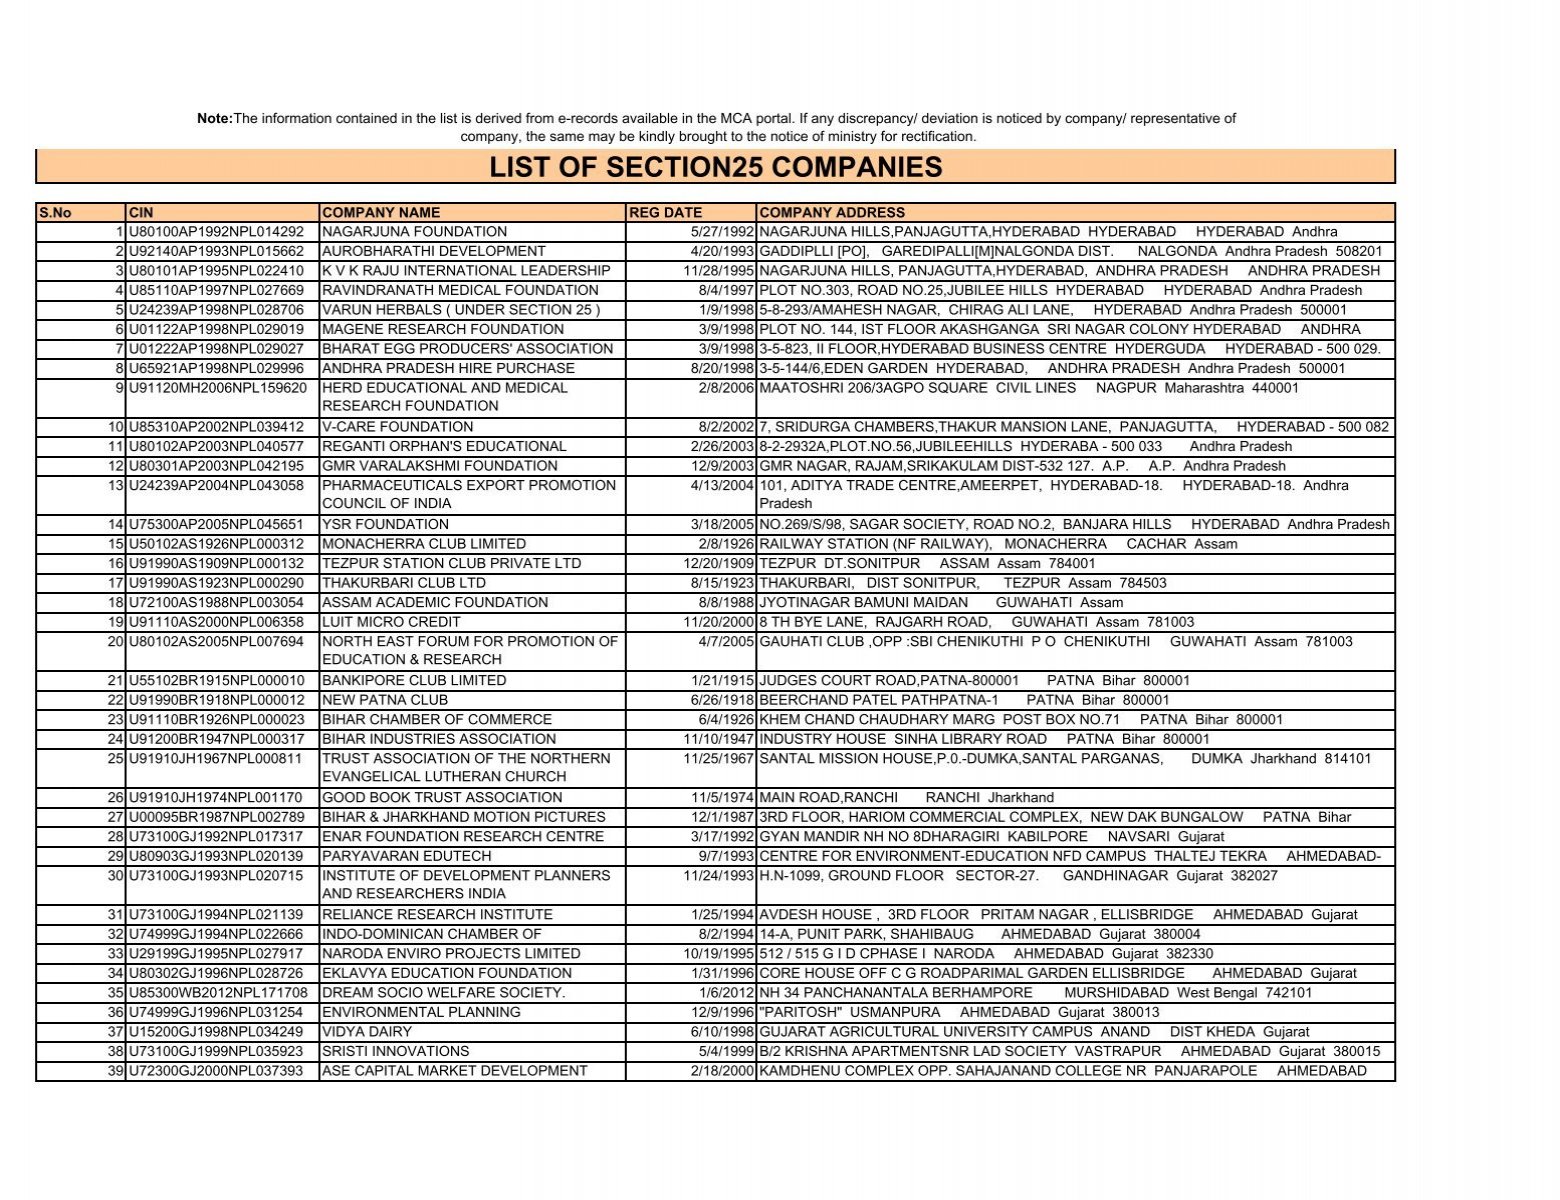 Note:The information contained in the list is derived from e-records available in the MCA portal. If any discrepancy/ deviation is noticed by company/ representative of
company, the same may be kindly brought to the notice of ministry for rectification.
LIST OF SECTION25 COMPANIES
S.No CIN COMPANY NAME REG DATE COMPANY ADDRESS
1 U80100AP1992NPL014292 NAGARJUNA FOUNDATION 5/27/1992 NAGARJUNA HILLS,PANJAGUTTA,HYDERABAD HYDERABAD HYDERABAD Andhra
2 U92140AP1993NPL015662 AUROBHARATHI DEVELOPMENT 4/20/1993 GADDIPLLI [PO], GAREDIPALLI[M]NALGONDA DIST. NALGONDA Andhra Pradesh 508201
3 U80101AP1995NPL022410 K V K RAJU INTERNATIONAL LEADERSHIP 11/28/1995 NAGARJUNA HILLS, PANJAGUTTA,HYDERABAD, ANDHRA PRADESH ANDHRA PRADESH
4 U85110AP1997NPL027669 RAVINDRANATH MEDICAL FOUNDATION 8/4/1997 PLOT NO.303, ROAD NO.25,JUBILEE HILLS HYDERABAD HYDERABAD Andhra Pradesh
5 U24239AP1998NPL028706 VARUN HERBALS ( UNDER SECTION 25 ) 1/9/1998 5-8-293/AMAHESH NAGAR, CHIRAG ALI LANE, HYDERABAD Andhra Pradesh 500001
6 U01122AP1998NPL029019 MAGENE RESEARCH FOUNDATION 3/9/1998 PLOT NO. 144, IST FLOOR AKASHGANGA SRI NAGAR COLONY HYDERABAD ANDHRA
7 U01222AP1998NPL029027 BHARAT EGG PRODUCERS' ASSOCIATION 3/9/1998 3-5-823, II FLOOR,HYDERABAD BUSINESS CENTRE HYDERGUDA HYDERABAD - 500 029.
8 U65921AP1998NPL029996 ANDHRA PRADESH HIRE PURCHASE 8/20/1998 3-5-144/6,EDEN GARDEN HYDERABAD, ANDHRA PRADESH Andhra Pradesh 500001
9 U91120MH2006NPL159620 HERD EDUCATIONAL AND MEDICAL 2/8/2006 MAATOSHRI 206/3AGPO SQUARE CIVIL LINES NAGPUR Maharashtra 440001
RESEARCH FOUNDATION
10 U85310AP2002NPL039412 V-CARE FOUNDATION 8/2/2002 7, SRIDURGA CHAMBERS,THAKUR MANSION LANE, PANJAGUTTA, HYDERABAD - 500 082
11 U80102AP2003NPL040577 REGANTI ORPHAN'S EDUCATIONAL 2/26/2003 8-2-2932A,PLOT.NO.56,JUBILEEHILLS HYDERABA - 500 033 Andhra Pradesh
12 U80301AP2003NPL042195 GMR VARALAKSHMI FOUNDATION 12/9/2003 GMR NAGAR, RAJAM,SRIKAKULAM DIST-532 127. A.P. A.P. Andhra Pradesh
13 U24239AP2004NPL043058 PHARMACEUTICALS EXPORT PROMOTION 4/13/2004 101, ADITYA TRADE CENTRE,AMEERPET, HYDERABAD-18. HYDERABAD-18. Andhra
COUNCIL OF INDIA Pradesh
14 U75300AP2005NPL045651 YSR FOUNDATION 3/18/2005 NO.269/S/98, SAGAR SOCIETY, ROAD NO.2, BANJARA HILLS HYDERABAD Andhra Pradesh
15 U50102AS1926NPL000312 MONACHERRA CLUB LIMITED 2/8/1926 RAILWAY STATION (NF RAILWAY), MONACHERRA CACHAR Assam
16 U91990AS1909NPL000132 TEZPUR STATION CLUB PRIVATE LTD 12/20/1909 TEZPUR DT.SONITPUR ASSAM Assam 784001
17 U91990AS1923NPL000290 THAKURBARI CLUB LTD 8/15/1923 THAKURBARI, DIST SONITPUR, TEZPUR Assam 784503
18 U72100AS1988NPL003054 ASSAM ACADEMIC FOUNDATION 8/8/1988 JYOTINAGAR BAMUNI MAIDAN GUWAHATI Assam
19 U91110AS2000NPL006358 LUIT MICRO CREDIT 11/20/2000 8 TH BYE LANE, RAJGARH ROAD, GUWAHATI Assam 781003
20 U80102AS2005NPL007694 NORTH EAST FORUM FOR PROMOTION OF 4/7/2005 GAUHATI CLUB ,OPP :SBI CHENIKUTHI P O CHENIKUTHI GUWAHATI Assam 781003
EDUCATION & RESEARCH
21 U55102BR1915NPL000010 BANKIPORE CLUB LIMITED 1/21/1915 JUDGES COURT ROAD,PATNA-800001 PATNA Bihar 800001
22 U91990BR1918NPL000012 NEW PATNA CLUB 6/26/1918 BEERCHAND PATEL PATHPATNA-1 PATNA Bihar 800001
23 U91110BR1926NPL000023 BIHAR CHAMBER OF COMMERCE 6/4/1926 KHEM CHAND CHAUDHARY MARG POST BOX NO.71 PATNA Bihar 800001
24 U91200BR1947NPL000317 BIHAR INDUSTRIES ASSOCIATION 11/10/1947 INDUSTRY HOUSE SINHA LIBRARY ROAD PATNA Bihar 800001
25 U91910JH1967NPL000811 TRUST ASSOCIATION OF THE NORTHERN 11/25/1967 SANTAL MISSION HOUSE,P.0.-DUMKA,SANTAL PARGANAS, DUMKA Jharkhand 814101
EVANGELICAL LUTHERAN CHURCH
26 U91910JH1974NPL001170 GOOD BOOK TRUST ASSOCIATION 11/5/1974 MAIN ROAD,RANCHI RANCHI Jharkhand
27 U00095BR1987NPL002789 BIHAR & JHARKHAND MOTION PICTURES 12/1/1987 3RD FLOOR, HARIOM COMMERCIAL COMPLEX, NEW DAK BUNGALOW PATNA Bihar
28 U73100GJ1992NPL017317 ENAR FOUNDATION RESEARCH CENTRE 3/17/1992 GYAN MANDIR NH NO 8DHARAGIRI KABILPORE NAVSARI Gujarat
29 U80903GJ1993NPL020139 PARYAVARAN EDUTECH 9/7/1993 CENTRE FOR ENVIRONMENT-EDUCATION NFD CAMPUS THALTEJ TEKRA AHMEDABAD-
30 U73100GJ1993NPL020715 INSTITUTE OF DEVELOPMENT PLANNERS 11/24/1993 H.N-1099, GROUND FLOOR SECTOR-27. GANDHINAGAR Gujarat 382027
AND RESEARCHERS INDIA
31 U73100GJ1994NPL021139 RELIANCE RESEARCH INSTITUTE 1/25/1994 AVDESH HOUSE , 3RD FLOOR PRITAM NAGAR , ELLISBRIDGE AHMEDABAD Gujarat
32 U74999GJ1994NPL022666 INDO-DOMINICAN CHAMBER OF 8/2/1994 14-A, PUNIT PARK, SHAHIBAUG AHMEDABAD Gujarat 380004
33 U29199GJ1995NPL027917 NARODA ENVIRO PROJECTS LIMITED 10/19/1995 512 / 515 G I D CPHASE I NARODA AHMEDABAD Gujarat 382330
34 U80302GJ1996NPL028726 EKLAVYA EDUCATION FOUNDATION 1/31/1996 CORE HOUSE OFF C G ROADPARIMAL GARDEN ELLISBRIDGE AHMEDABAD Gujarat
35 U85300WB2012NPL171708 DREAM SOCIO WELFARE SOCIETY. 1/6/2012 NH 34 PANCHANANTALA BERHAMPORE MURSHIDABAD West Bengal 742101
36 U74999GJ1996NPL031254 ENVIRONMENTAL PLANNING 12/9/1996 "PARITOSH" USMANPURA AHMEDABAD Gujarat 380013
37 U15200GJ1998NPL034249 VIDYA DAIRY 6/10/1998 GUJARAT AGRICULTURAL UNIVERSITY CAMPUS ANAND DIST KHEDA Gujarat
38 U73100GJ1999NPL035923 SRISTI INNOVATIONS 5/4/1999 B/2 KRISHNA APARTMENTSNR LAD SOCIETY VASTRAPUR AHMEDABAD Gujarat 380015
39 U72300GJ2000NPL037393 ASE CAPITAL MARKET DEVELOPMENT 2/18/2000 KAMDHENU COMPLEX OPP. SAHAJANAND COLLEGE NR PANJARAPOLE AHMEDABAD